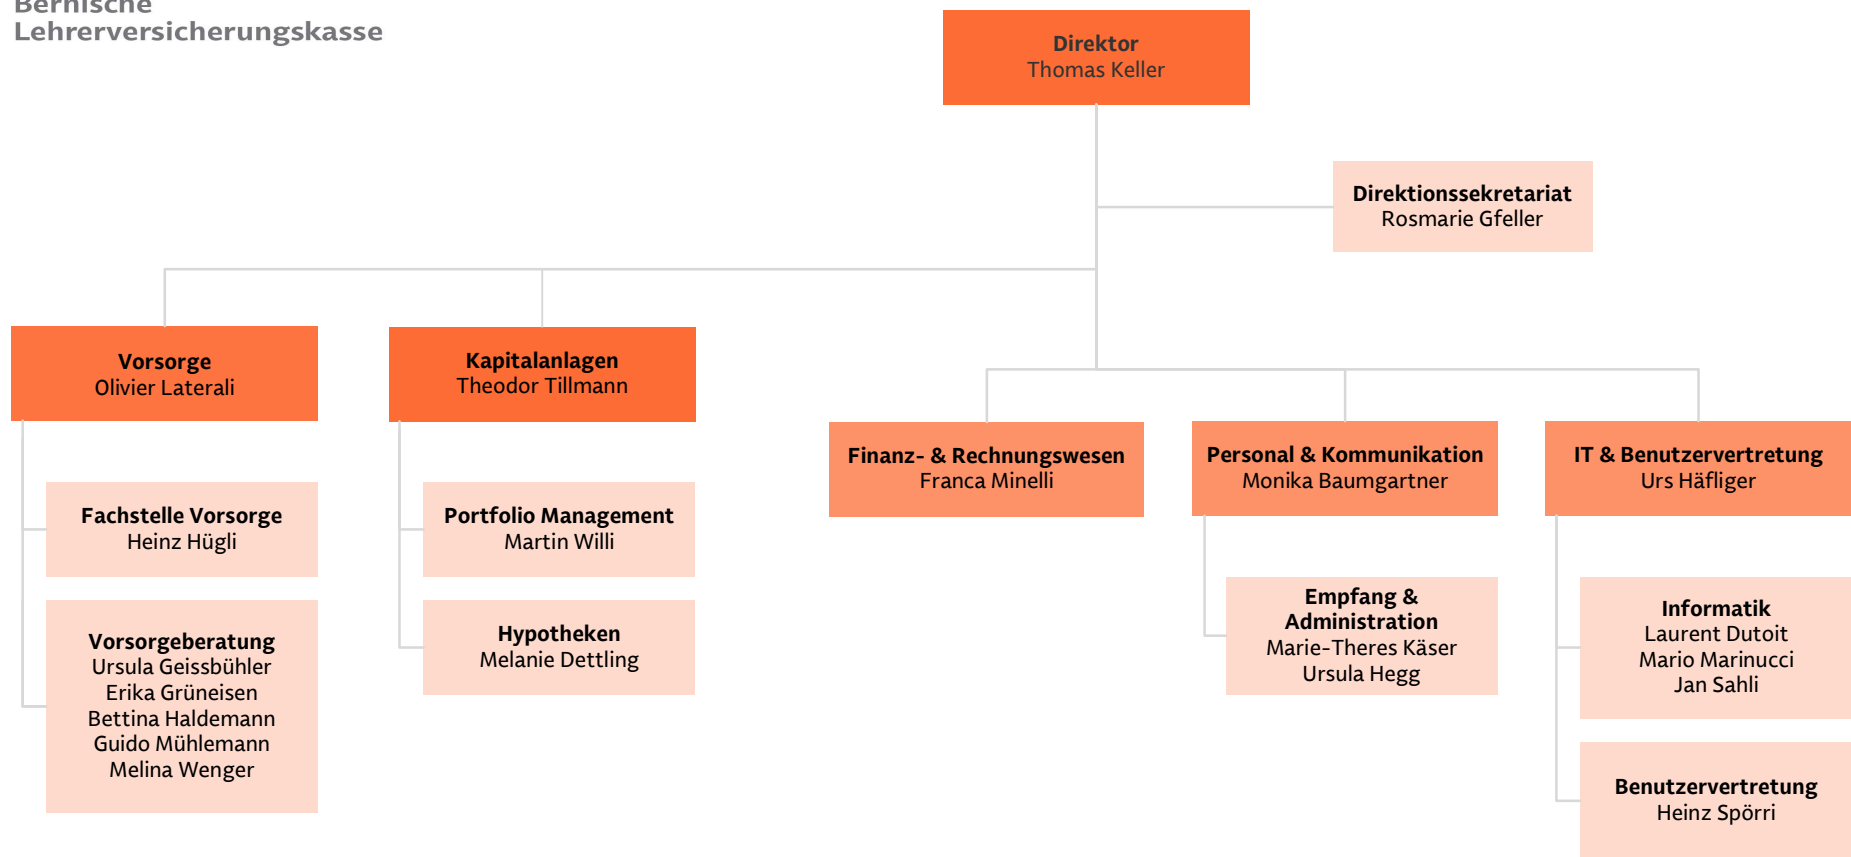 Bernische
Lehrerversicherungskasse
Direktor
Thomas Keller
Direktionssekretariat
Rosmarie Gfeller
Vorsorge
Olivier Laterali
Kapitalanlagen
Theodor Tillmann
Finanz- & Rechnungswesen
Franca Minelli
Personal & Kommunikation
Monika Baumgartner
IT & Benutzervertretung
Urs Häfliger
Fachstelle Vorsorge
Heinz Hügli
Vorsorgeberatung
Ursula Geissbühler
Erika Grüneisen
Bettina Haldemann
Guido Mühlemann
Melina Wenger
Portfolio Management
Martin Willi
Hypotheken
Melanie Dettling
Empfang &
Administration
Marie-Theres Käser
Ursula Hegg
Informatik
Laurent Dutoit
Mario Marinucci
Jan Sahli
Benutzervertretung
Heinz Spörri